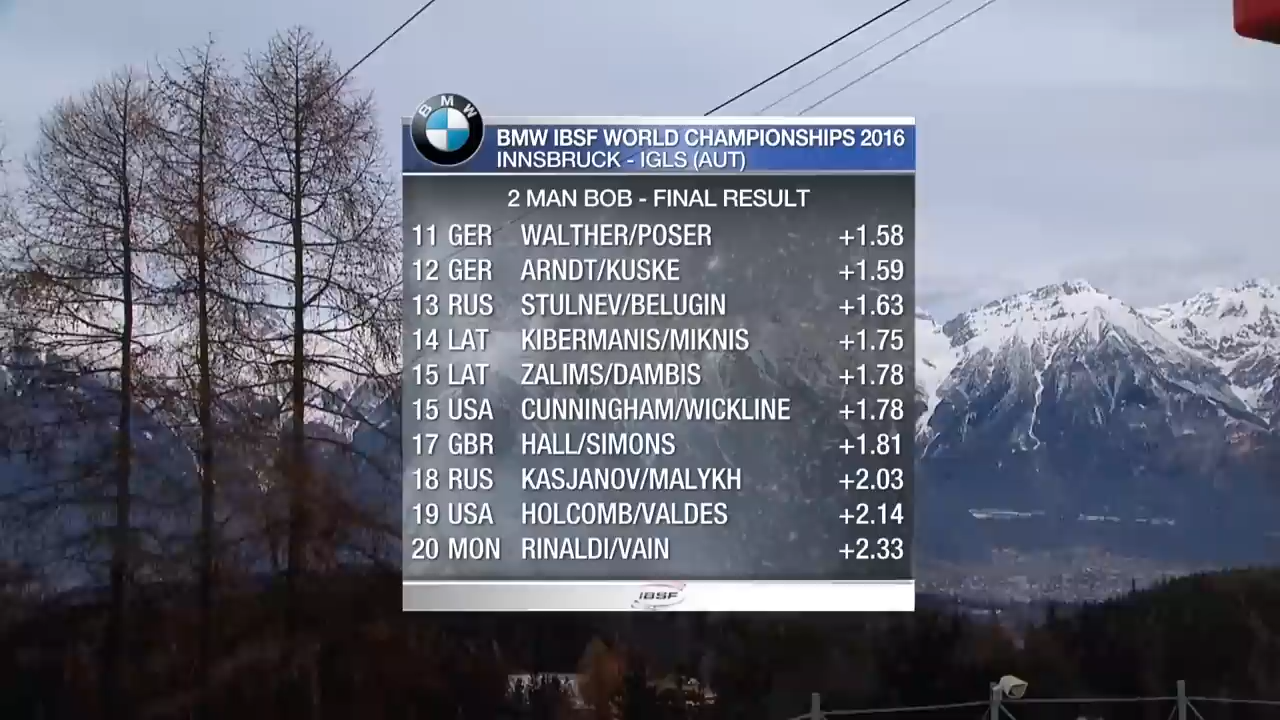 BMW
BMW IBSF WORLD CHAMPIONSHIPS 2016
INNSBRUCK - IGLS (AUT)
2 MAN BOB - FINAL RESULT
11 GER WALTHER/POSER +1.58
12 GER ARNDT/KUSKE +1.59
13 RUS STULNEV/BELUGIN +1.63
14 LAT KIBERMANIS/MIKNIS +1.75
15 LAT ZALIMS/DAMBIS +1.78
15 USA CUNNINGHAM/WICKLINE +1.78
17 GBR HALL/SIMONS +1.81
18 RUS KASJANOV/MALYKH +2.03
19 USA HOLCOMB/VALDES +2.14
20 MON RINALDI/VAIN +2.33
IBSF